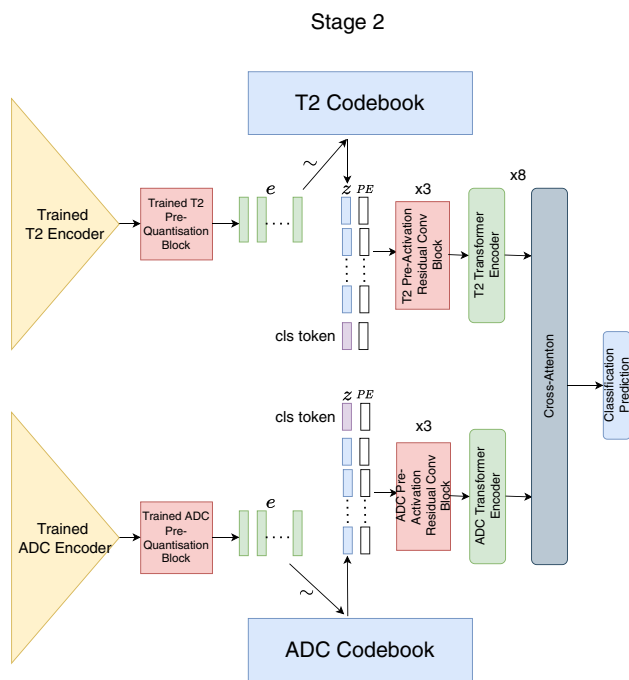 Stage 2
T2 Codebook
∼
e
z PE
x3
x8
Trained
T2 Encoder
Trained T2
Pre-
Quantisation
Block
.....
T2 Pre-Activation
Residual Conv
Block
T2 Transformer
Encoder
cls token
Cross-Attenton
Classification
Prediction
z PE
cls token
x3
e
Trained
ADC Encoder
Trained ADC
Pre-
Quantisation
Block
.....
ADC Pre-
Activation
Residual Conv
Block
ADC Transformer
Encoder
∼
ADC Codebook